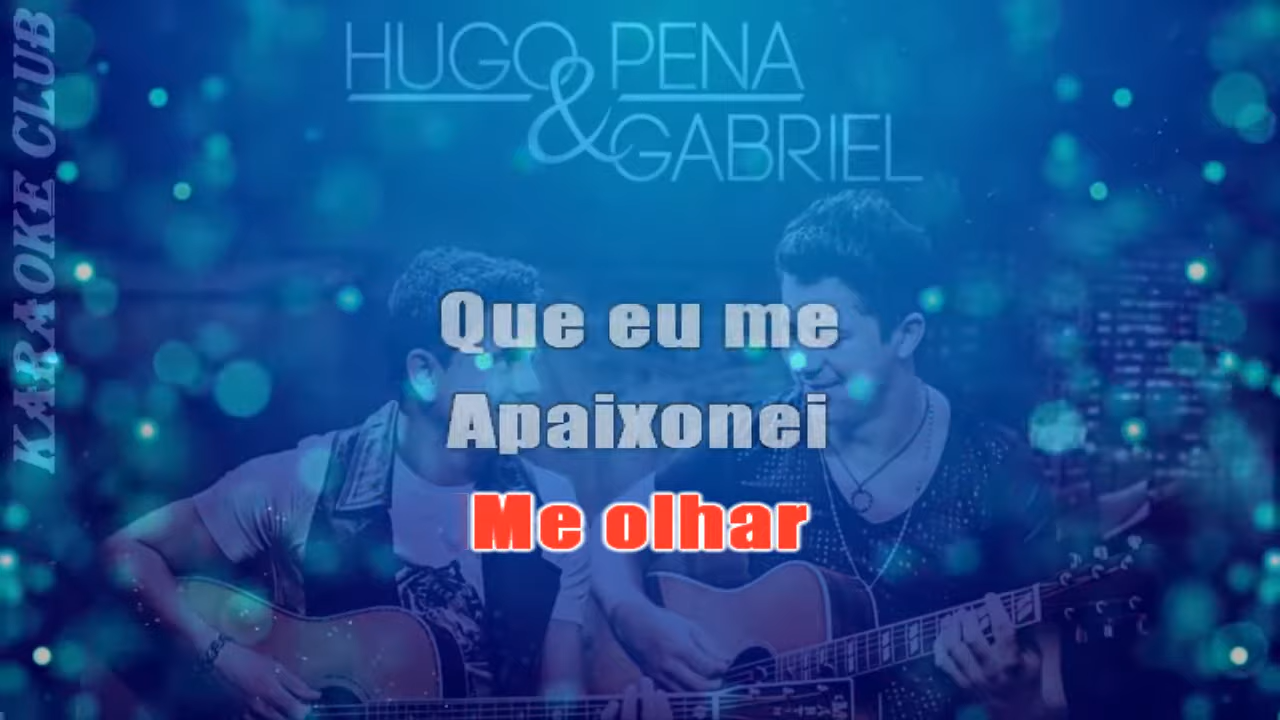 KARAOKE CLUB
HUGO PENA
& GABRIEL
Que eu me
Apaixonei
Me olhar